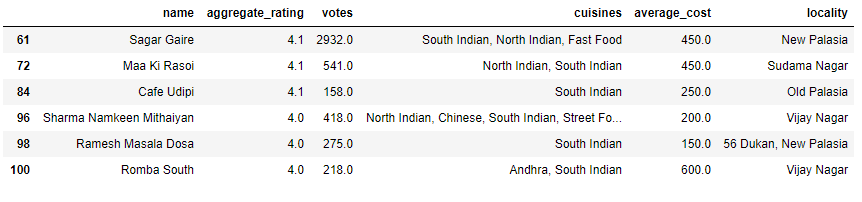 name aggregate_rating votes cuisines average_cost locality
61 Sagar Gaire 4.1 2932.0 South Indian, North Indian, Fast Food 450.0 New Palasia
72 Maa Ki Rasoi 4.1 541.0 North Indian, South Indian 450.0 Sudama Nagar
84 Cafe Udipi 4.1 158.0 South Indian 250.0 Old Palasia
96 Sharma Namkeen Mithaiyan 4.0 418.0 North Indian, Chinese, South Indian, Street Fo... 200.0 Vijay Nagar
98 Ramesh Masala Dosa 4.0 275.0 South Indian 150.0 56 Dukan, New Palasia
100 Romba South 4.0 218.0 Andhra, South Indian 600.0 Vijay Nagar